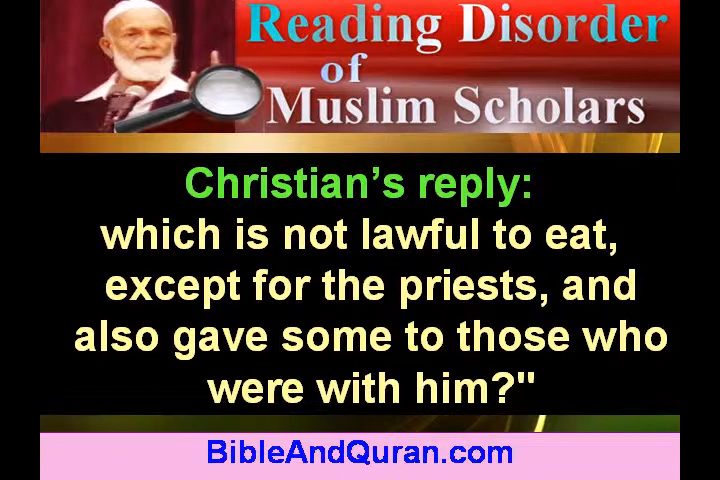 Reading Disorder
of
Muslim Scholars
Christian’s reply:
which is not lawful to eat,
except for the priests, and
also gave some to those who
were with him?"
BibleAndQuran.com